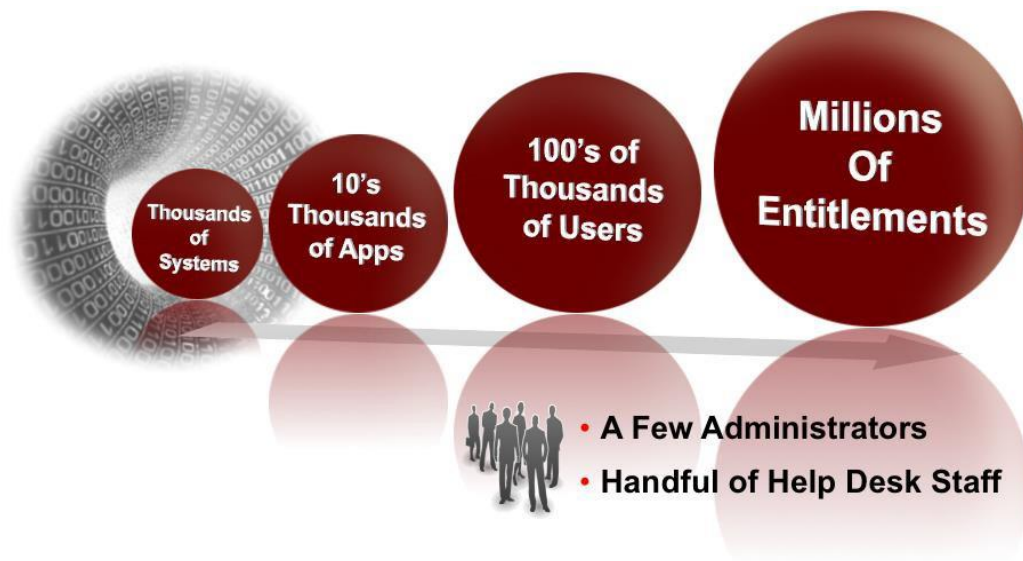 Thousands
of
Systems
10's
Thousands
of Apps
100's of
Thousands
of Users
Millions
Of
Entitlements
• A Few Administrators
• Handful of Help Desk Staff